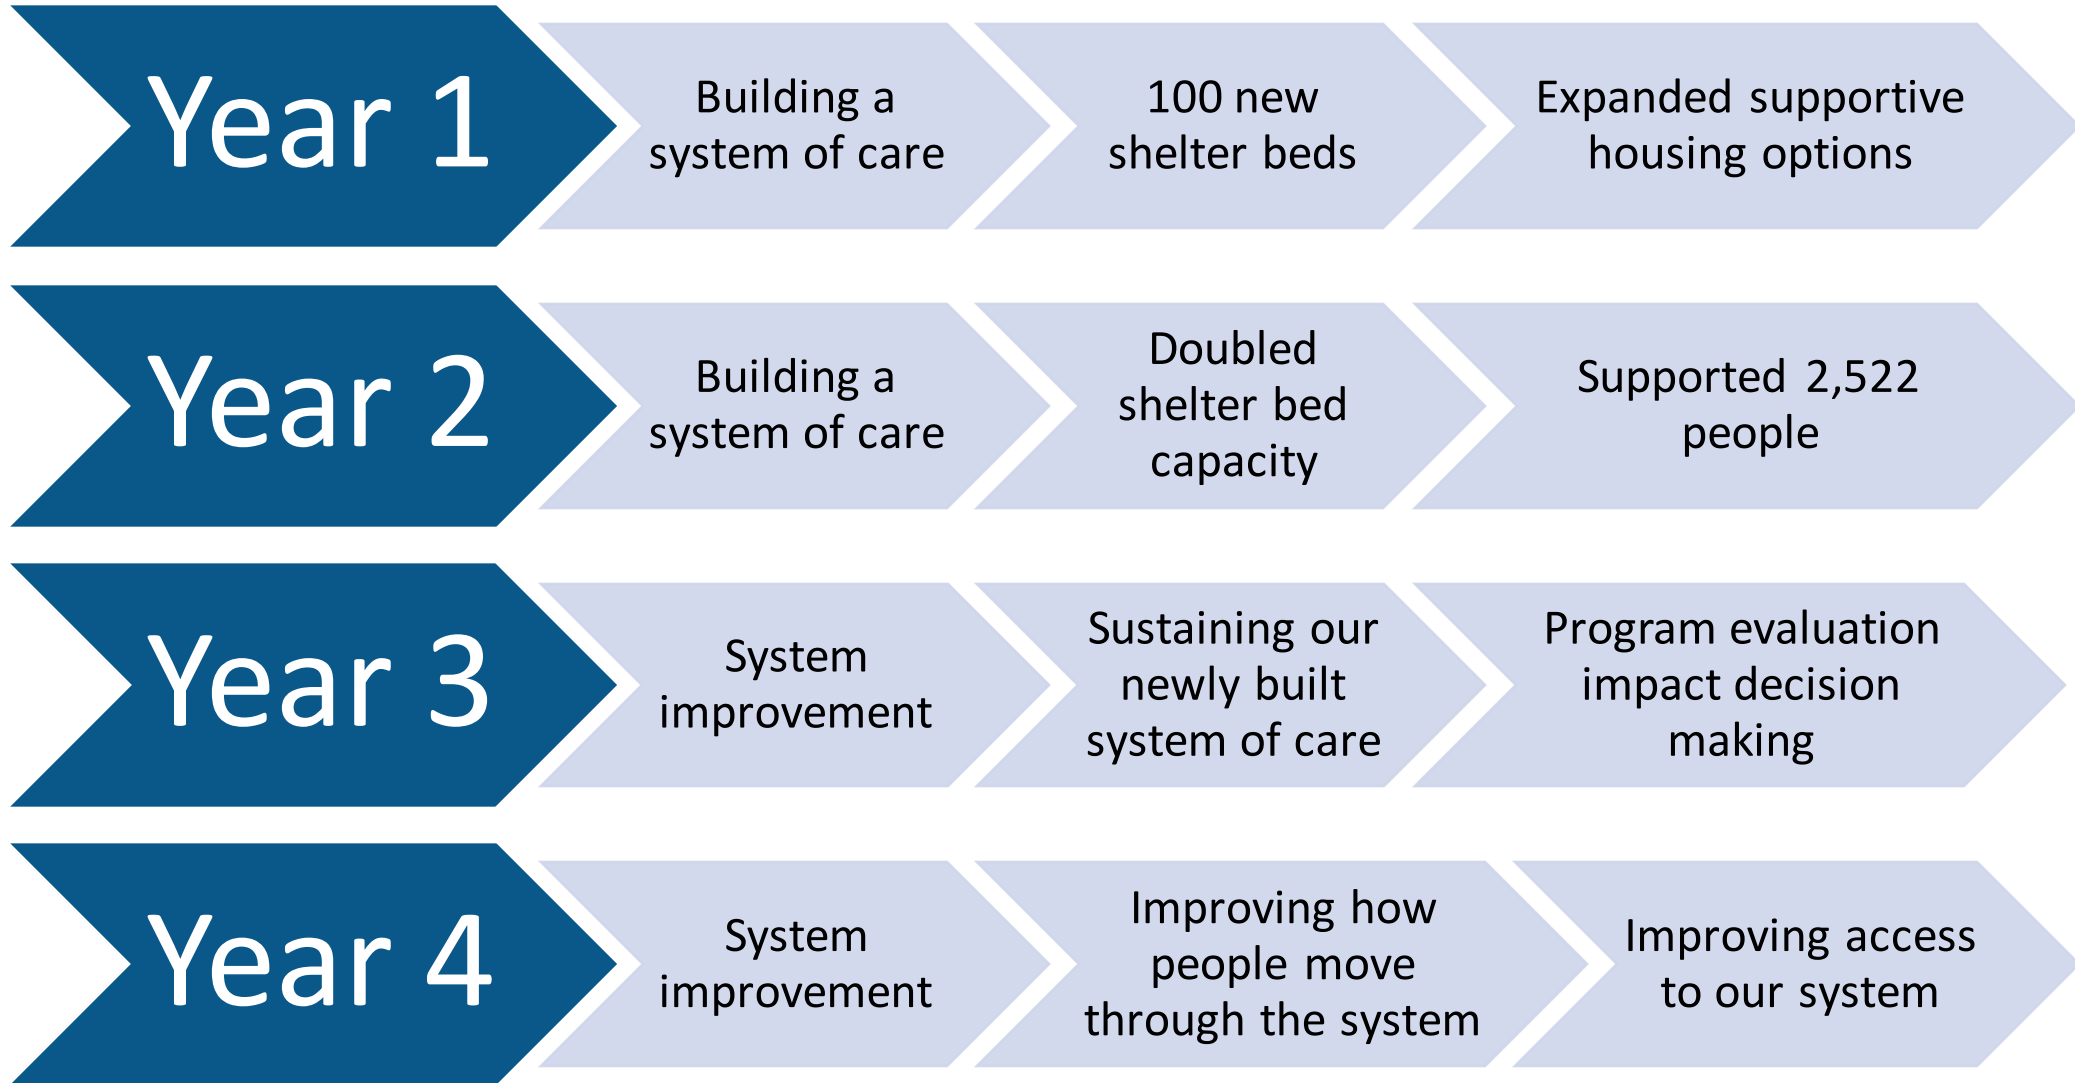 Year 1
Building a
system of care
100 new
shelter beds
Expanded supportive
housing options
Year 2
Building a
system of care
Doubled
shelter bed
capacity
Supported 2,522
people
Year 3
System
improvement
Sustaining our
newly built
system of care
Program evaluation
impact decision
making
Year 4
System
improvement
Improving how
people move
through the system
Improving access
to our system